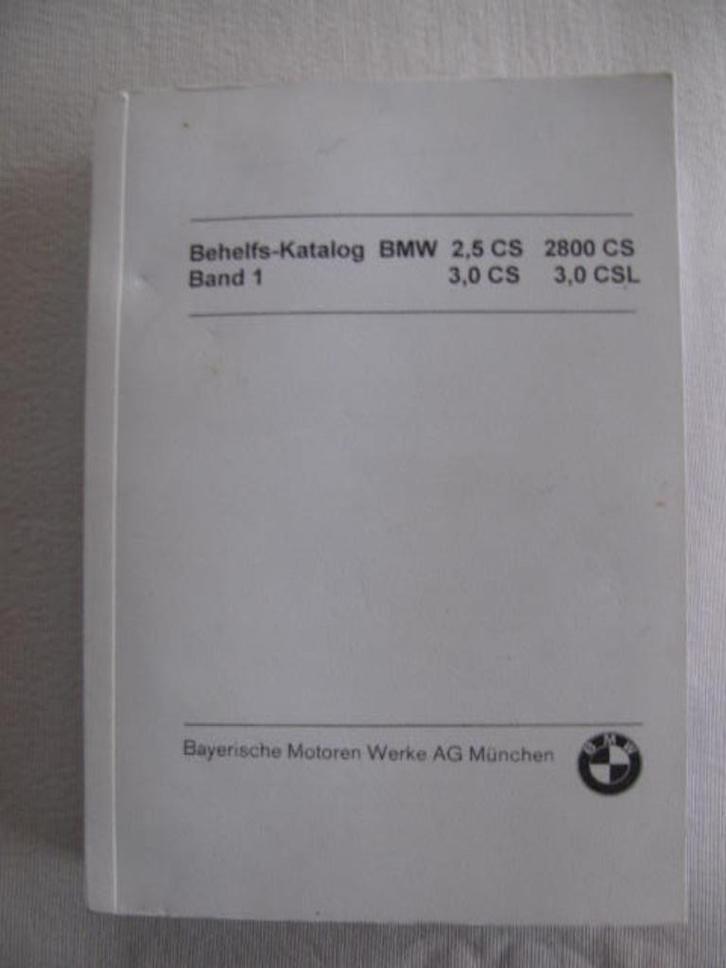 Behelfs-Katalog BMW 2,5 CS 2800 CS
Band 1 3,0 CS 3,0 CSL
Bayerische Motoren Werke AG München
BMW